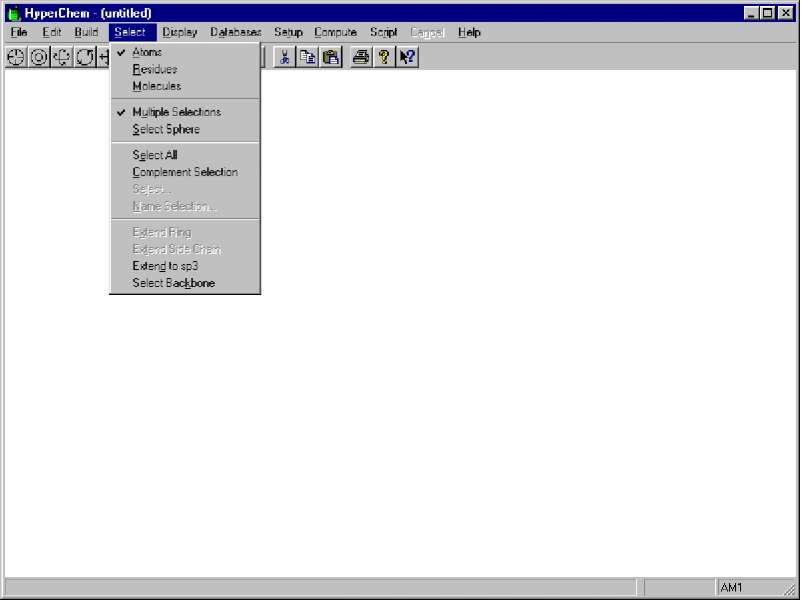 HyperChem - (untitled)
File Edit Build Select Display Databases Setup Compute Script Cancel Help
Atoms
Residues
Molecules
Multiple Selections
Select Sphere
Select All
Complement Selection
Select...
Name Selection...
Extend Ring
Extend Side Chain
Extend to sp3
Select Backbone
AM1